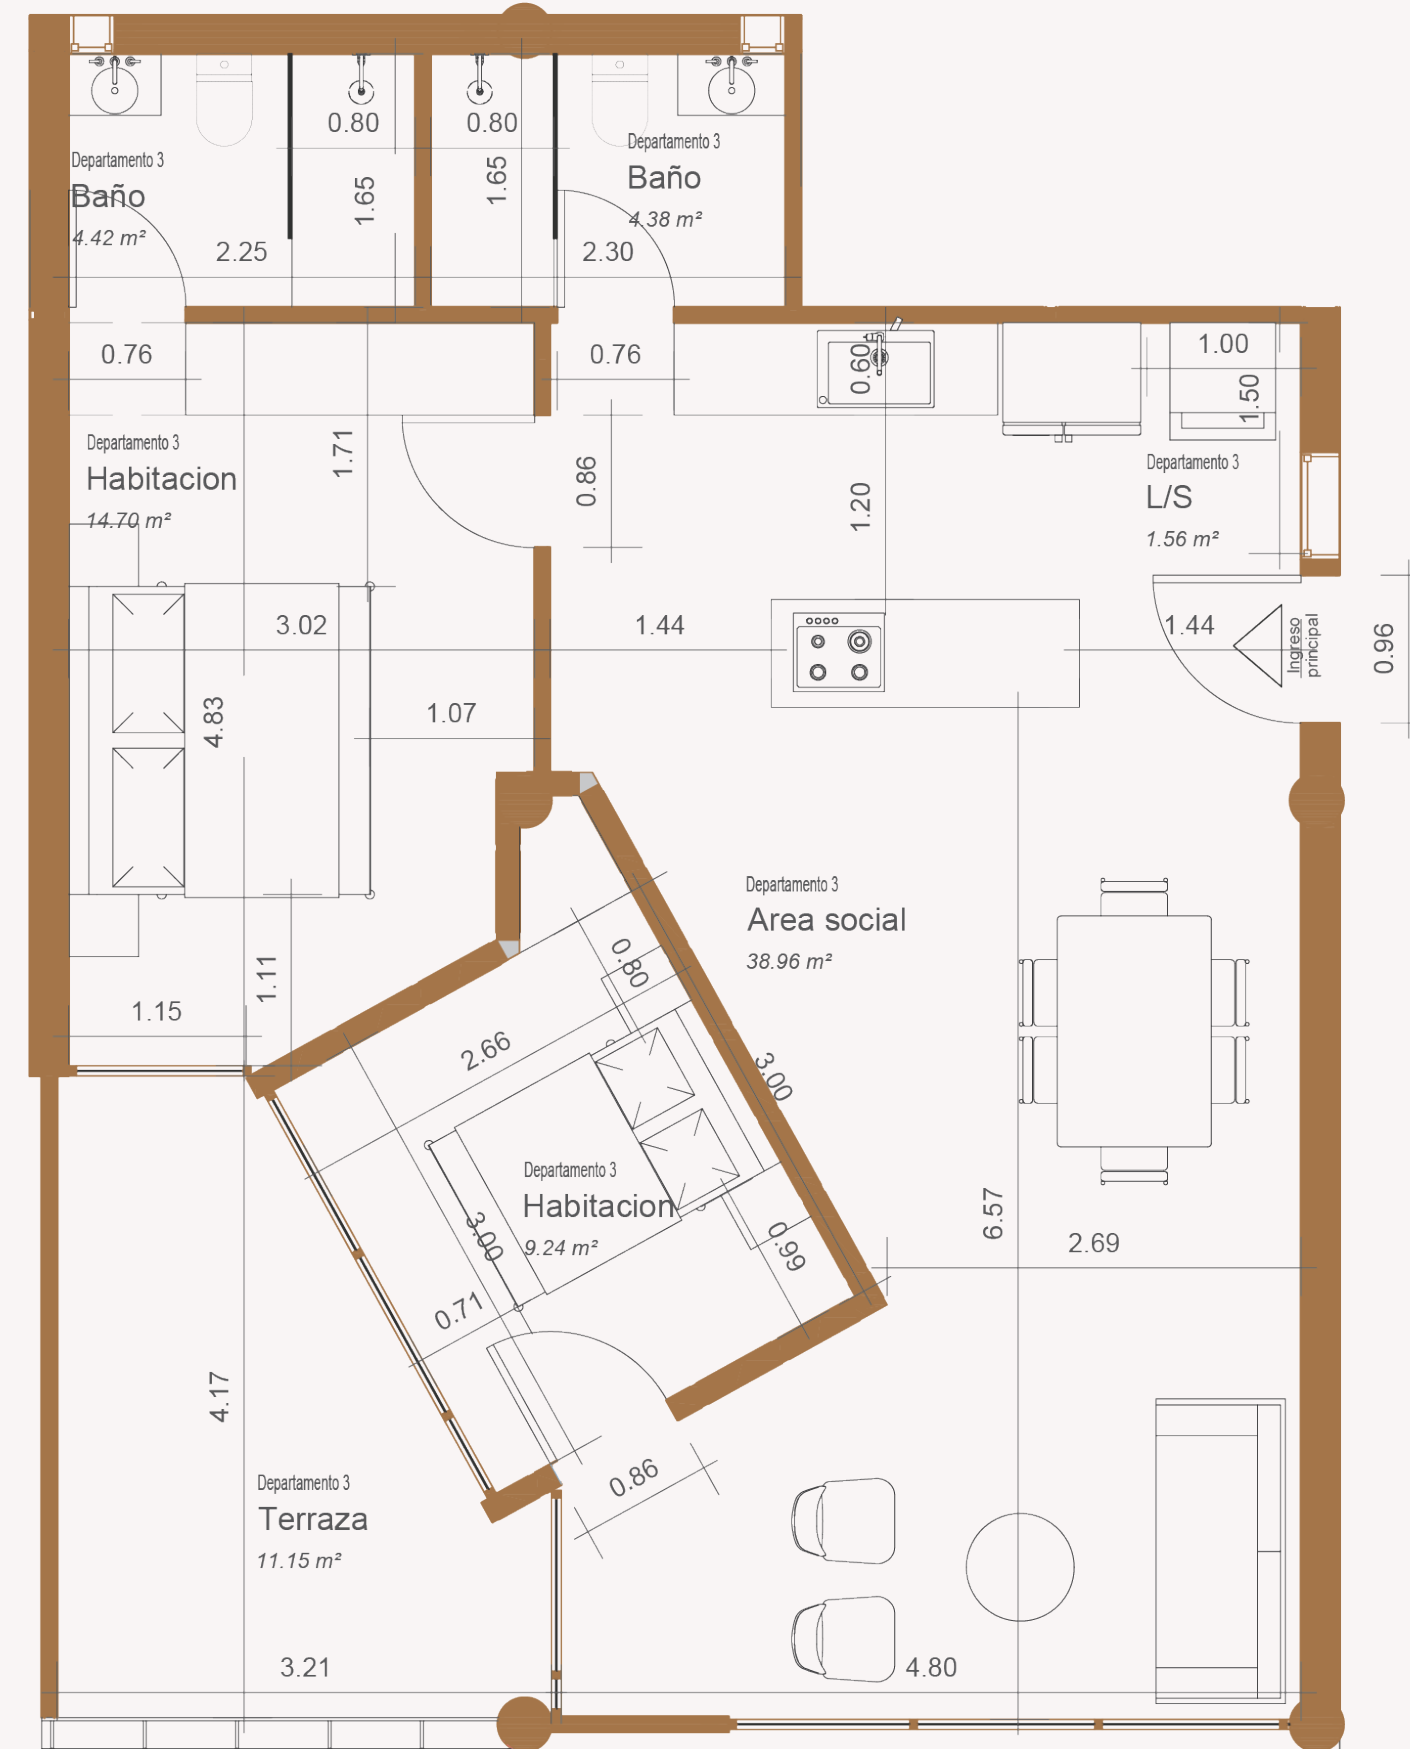 0.80
0.80
Departamento 3
Baño
4.42 m²
1.65
1.65
Departamento 3
Baño
4.38 m²
2.25
2.30
0.76
0.76
0.60
1.00
1.50
Departamento 3
Habitacion
14.70 m²
1.71
0.86
1.20
Departamento 3
L/S
1.56 m²
3.02
1.44
1.44
Ingreso
principal
0.96
4.83
1.07
Departamento 3
Area social
38.96 m²
0.80
1.11
1.15
2.66
3.00
Departamento 3
Habitacion
9.24 m²
3.00
0.99
0.71
6.57
2.69
4.17
0.86
Departamento 3
Terraza
11.15 m²
3.21
4.80